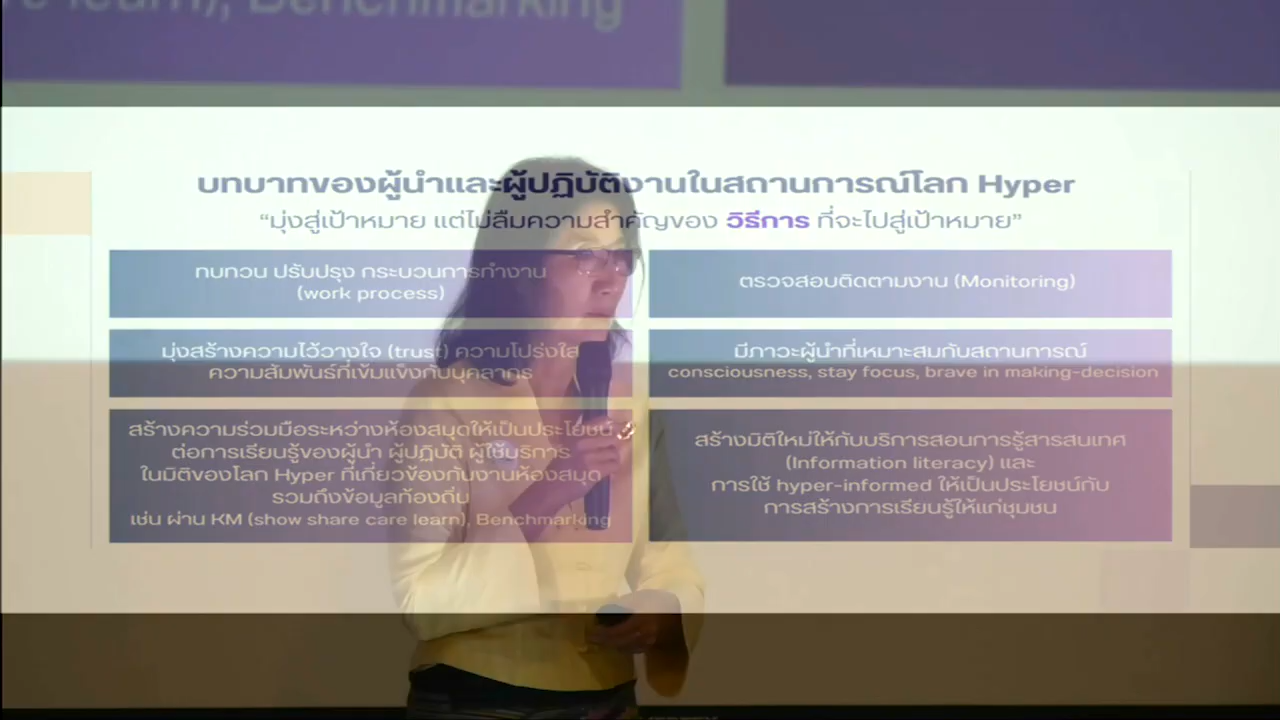 e learn), Benchmarking
บทบาทของผู้นำและผู้ปฏิบัติงานในสถานการณ์โลก Hyper
“มุ่งสู่เป้าหมาย แต่ไม่ลืมความสำคัญของ วิธีการ ที่จะไปสู่เป้าหมาย”
ทบทวน ปรับปรุง กระบวนการทำงาน
(work process)
ตรวจสอบติดตามงาน (Monitoring)
มุ่งสร้างความไว้วางใจ (trust) ความโปร่งใส
ความสัมพันธ์ที่เข้มแข็งกับบุคลากร
มีภาวะผู้นำที่เหมาะสมกับสถานการณ์
consciousness, stay focus, brave in making-decision
สร้างความร่วมมือระหว่างห้องสมุดให้เป็นประโยชน์
ต่อการเรียนรู้ของผู้นำ ผู้ปฏิบัติ ผู้ใช้บริการ
ในมิติของโลก Hyper ที่เกี่ยวข้องกับงานห้องสมุด
รวมถึงข้อมูลท้องถิ่น
เช่น ผ่าน KM (show share care learn), Benchmarking
สร้างมิติใหม่ให้กับบริการสอนการรู้สารสนเทศ
(Information literacy) และ
การใช้ hyper-informed ให้เป็นประโยชน์กับ
การสร้างการเรียนรู้ให้แก่ชุมชน